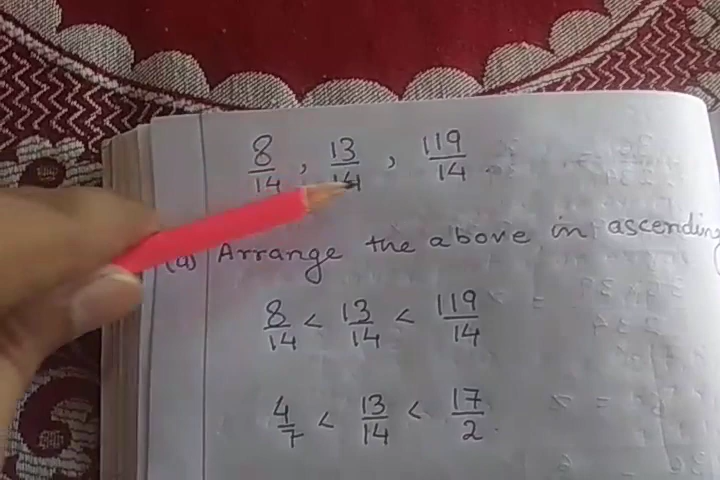 8/14, 13/14, 119/14
(a) Arrange the above in ascending
8/14 < 13/14 < 119/14
4/7 < 13/14 < 17/2